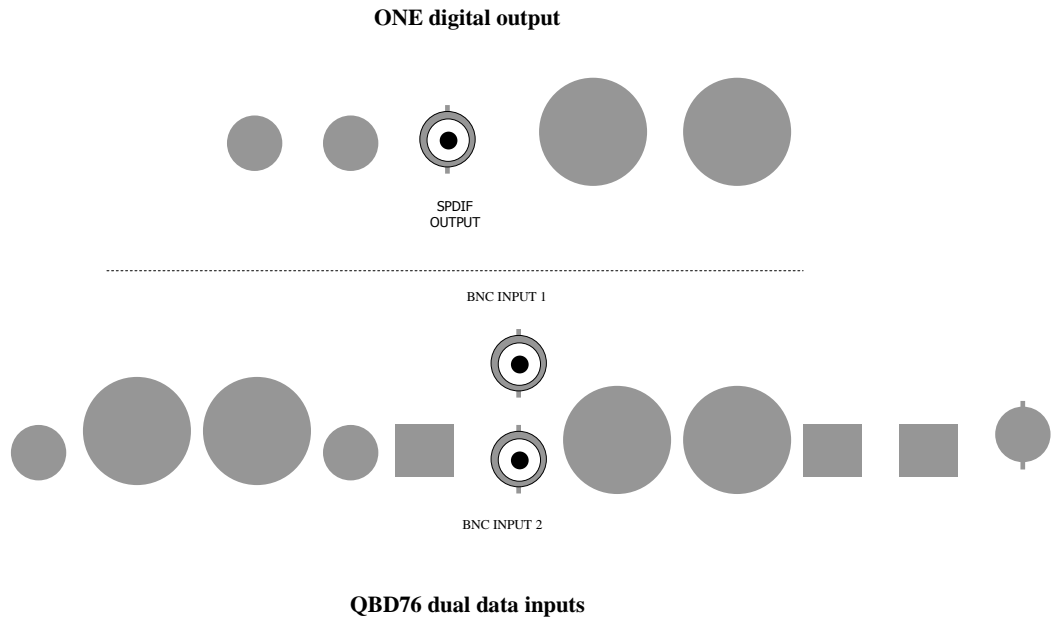 ONE digital output
SPDIF
OUTPUT
BNC INPUT 1
BNC INPUT 2
QBD76 dual data inputs